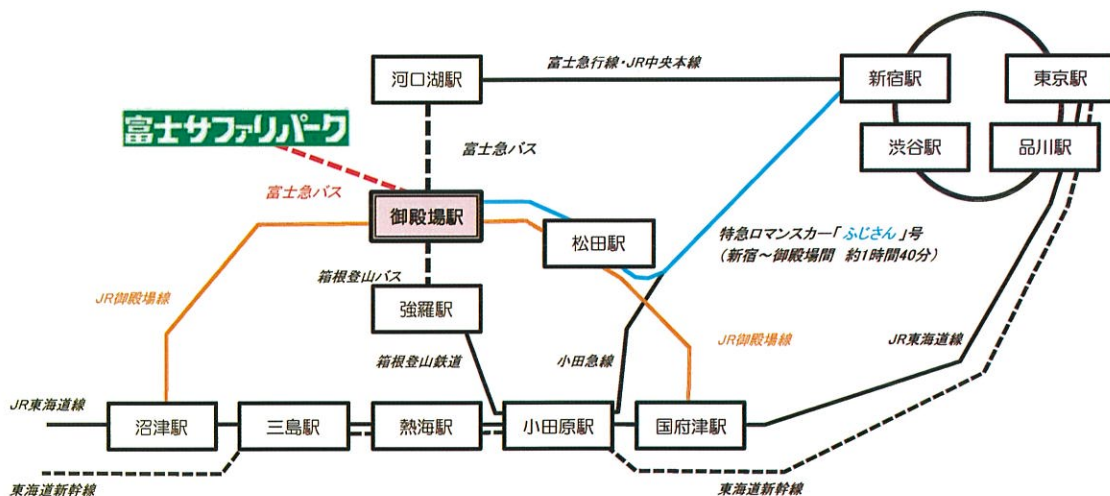 富士急行線・JR中央本線
河口湖駅
新宿駅
東京駅
富士サファリパーク
富士急バス
渋谷駅
品川駅
富士急バス
御殿場駅
松田駅
特急ロマンスカー「ふじさん」号
（新宿～御殿場間 約1時間40分）
箱根登山バス
JR御殿場線
強羅駅
箱根登山鉄道
小田急線
JR御殿場線
JR東海道線
JR東海道線
沼津駅
三島駅
熱海駅
小田原駅
国府津駅
東海道新幹線
東海道新幹線